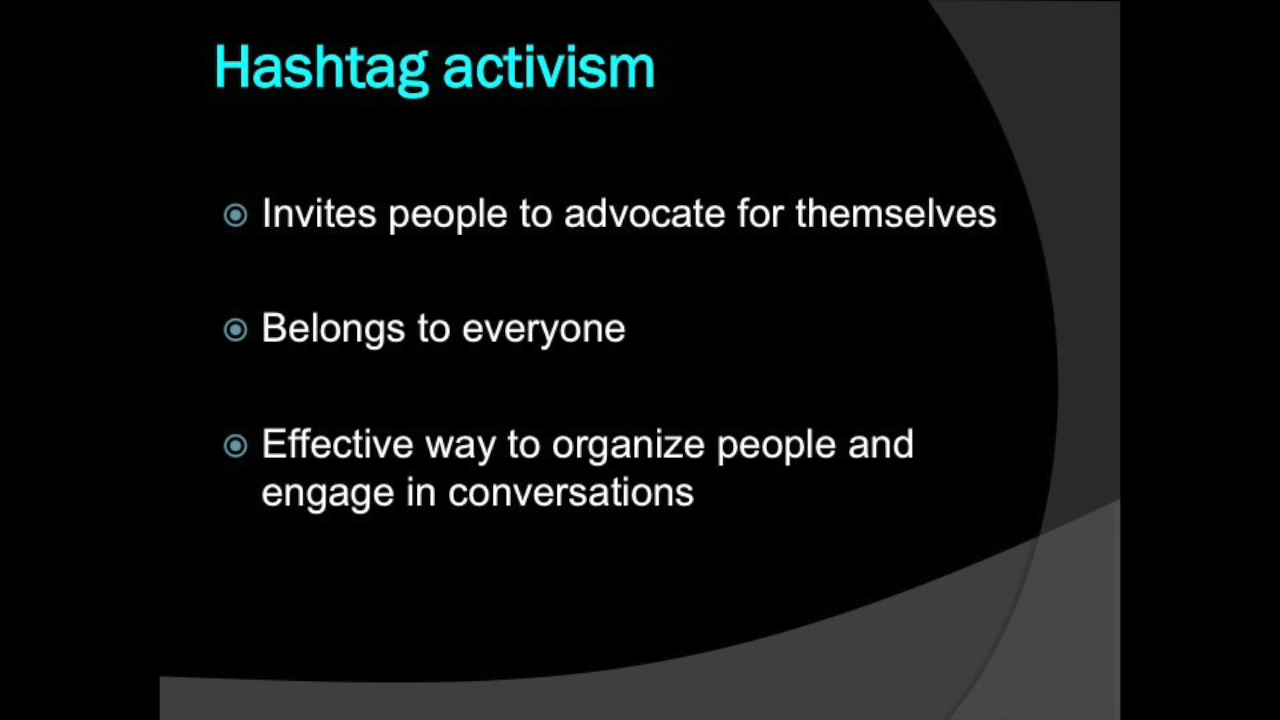 Hashtag activism
Invites people to advocate for themselves
Belongs to everyone
Effective way to organize people and
engage in conversations